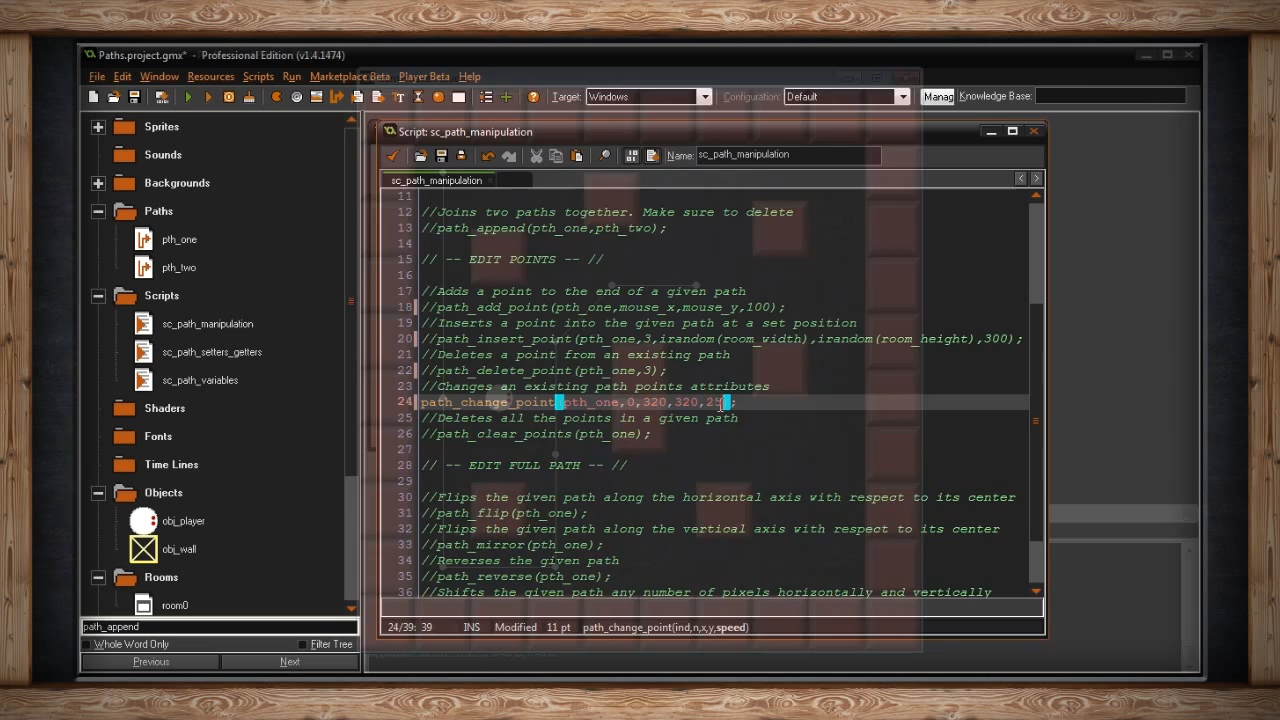 Paths.project.gmx* - Professional Edition (v1.4.1474)
File Edit Window Resources Scripts Run Marketplace Beta Player Beta Help
Target: Windows Configuration: Default Manag Knowledge Base:
Sprites
Sounds
Backgrounds
Paths
pth_one
pth_two
Scripts
sc_path_manipulation
sc_path_setters_getters
sc_path_variables
Shaders
Fonts
Time Lines
Objects
obj_player
obj_wall
Rooms
room0
path_append
Whole Word Only Filter Tree
Previous Next
Script: sc_path_manipulation
Name: sc_path_manipulation
sc_path_manipulation
11
12 //Joins two paths together. Make sure to delete
13 //path_append(pth_one,pth_two);
14
15 // -- EDIT POINTS -- //
16
17 //Adds a point to the end of a given path
18 //path_add_point(pth_one,mouse_x,mouse_y,100);
19 //Inserts a point into the given path at a set position
20 //path_insert_point(pth_one,3,irandom(room_width),irandom(room_height),300);
21 //Deletes a point from an existing path
22 //path_delete_point(pth_one,3);
23 //Changes an existing path points attributes
24 path_change_point(pth_one,0,320,320,25);
25 //Deletes all the points in a given path
26 //path_clear_points(pth_one);
27
28 // -- EDIT FULL PATH -- //
29
30 //Flips the given path along the horizontal axis with respect to its center
31 //path_flip(pth_one);
32 //Flips the given path along the vertical axis with respect to its center
33 //path_mirror(pth_one);
34 //Reverses the given path
35 //path_reverse(pth_one);
36 //Shifts the given path any number of pixels horizontally and vertically
24/39: 39 INS Modified 11 pt path_change_point(ind,n,x,y,speed)